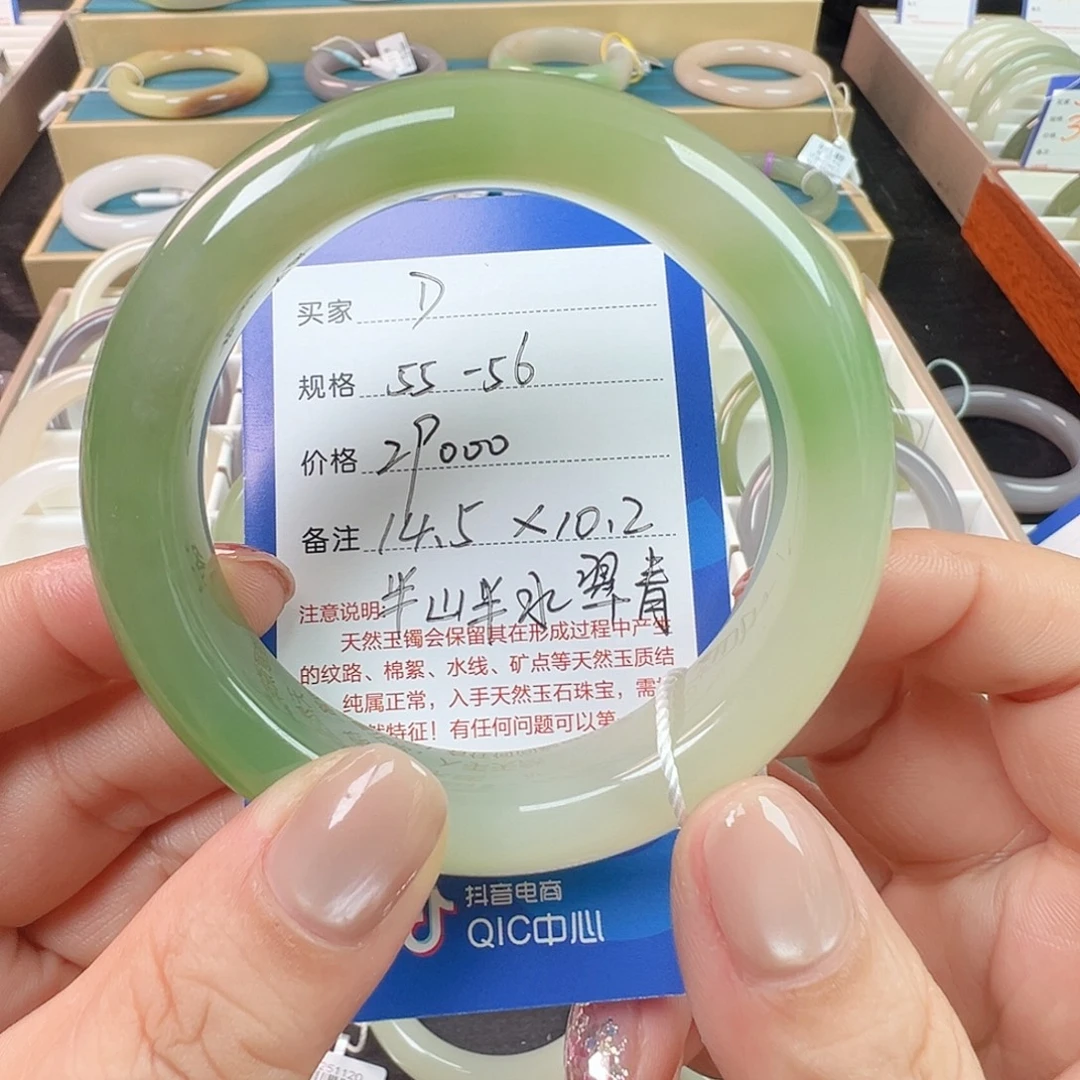 买家 D
规格 55-56
价格 29000
备注 14.5×10.2
半山半水翠青
注意说明:
天然玉镯会保留其在形成过程中产生
的纹路、棉絮、水线、矿点等天然玉质结
纯属正常,入手天然玉石珠宝,需
特征!有任何问题可以第
抖音电商
QIC中心